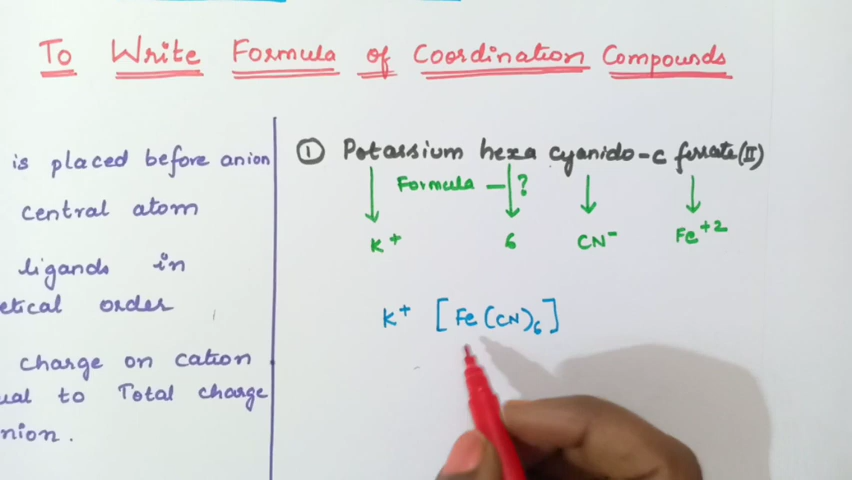 To Write Formula of Coordination Compounds
is placed before anion
central atom
ligands in
etical order
charge on cation
ual to Total charge
nion.
① Potassium hexa cyanido-c ferrate(II)
Formula — ?
K⁺ 6 CN⁻ Fe⁺²
K⁺ [Fe(CN)₆]